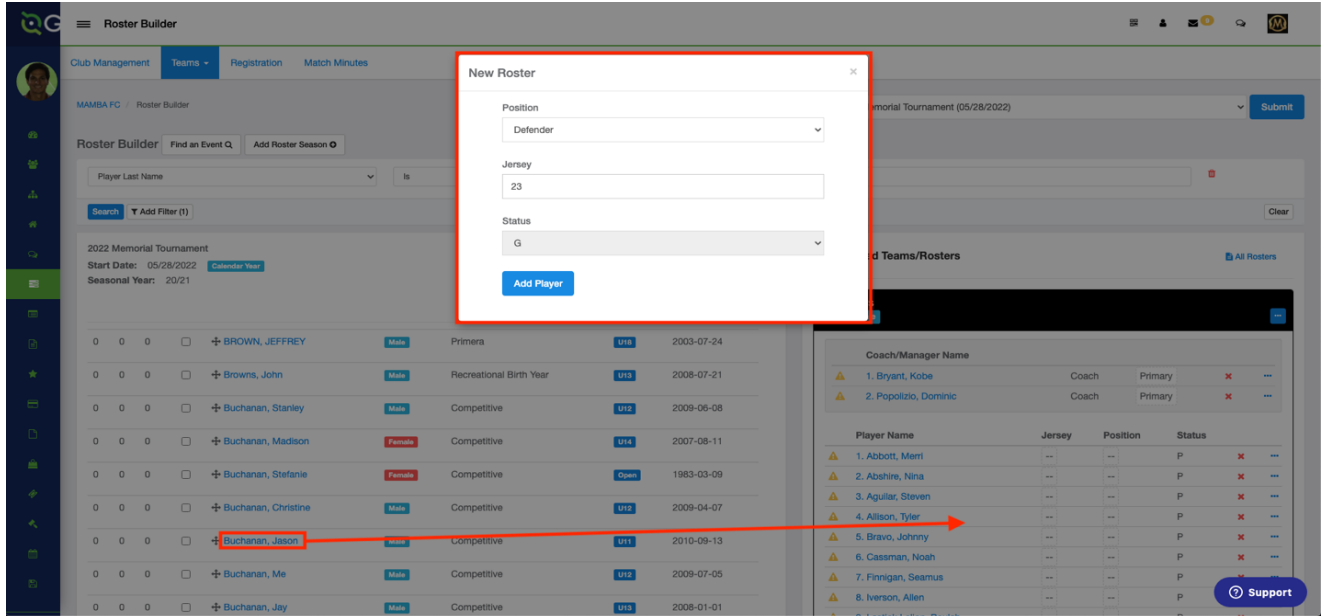 Roster Builder
Club Management Teams Registration Match Minutes
MAMBA FC / Roster Builder
Roster Builder Find an Event Add Roster Season
Player Last Name Is
Search Add Filter (1) Clear
2022 Memorial Tournament
Start Date: 05/28/2022 Calendar Year
Seasonal Year: 20/21
New Roster ×
Position
Defender
Jersey
23
Status
G
Add Player
emorial Tournament (05/28/2022) Submit
d Teams/Rosters All Rosters
0 0 0 BROWN, JEFFREY Male Primera U18 2003-07-24
0 0 0 Browns, John Male Recreational Birth Year U13 2008-07-21
0 0 0 Buchanan, Stanley Male Competitive U12 2009-06-08
0 0 0 Buchanan, Madison Female Competitive U14 2007-08-11
0 0 0 Buchanan, Stefanie Female Competitive Open 1983-03-09
0 0 0 Buchanan, Christine Male Competitive U12 2009-04-07
0 0 0 Buchanan, Jason Male Competitive U11 2010-09-13
0 0 0 Buchanan, Me Male Competitive U12 2009-07-05
0 0 0 Buchanan, Jay Male Competitive U13 2008-01-01
Coach/Manager Name
1. Bryant, Kobe Coach Primary
2. Popolizio, Dominic Coach Primary
Player Name Jersey Position Status
1. Abbott, Merri -- -- P
2. Abshire, Nina -- -- P
3. Aguilar, Steven -- -- P
4. Allison, Tyler -- -- P
5. Bravo, Johnny -- -- P
6. Cassman, Noah -- -- P
7. Finnigan, Seamus -- -- P
8. Iverson, Allen -- -- P
Support